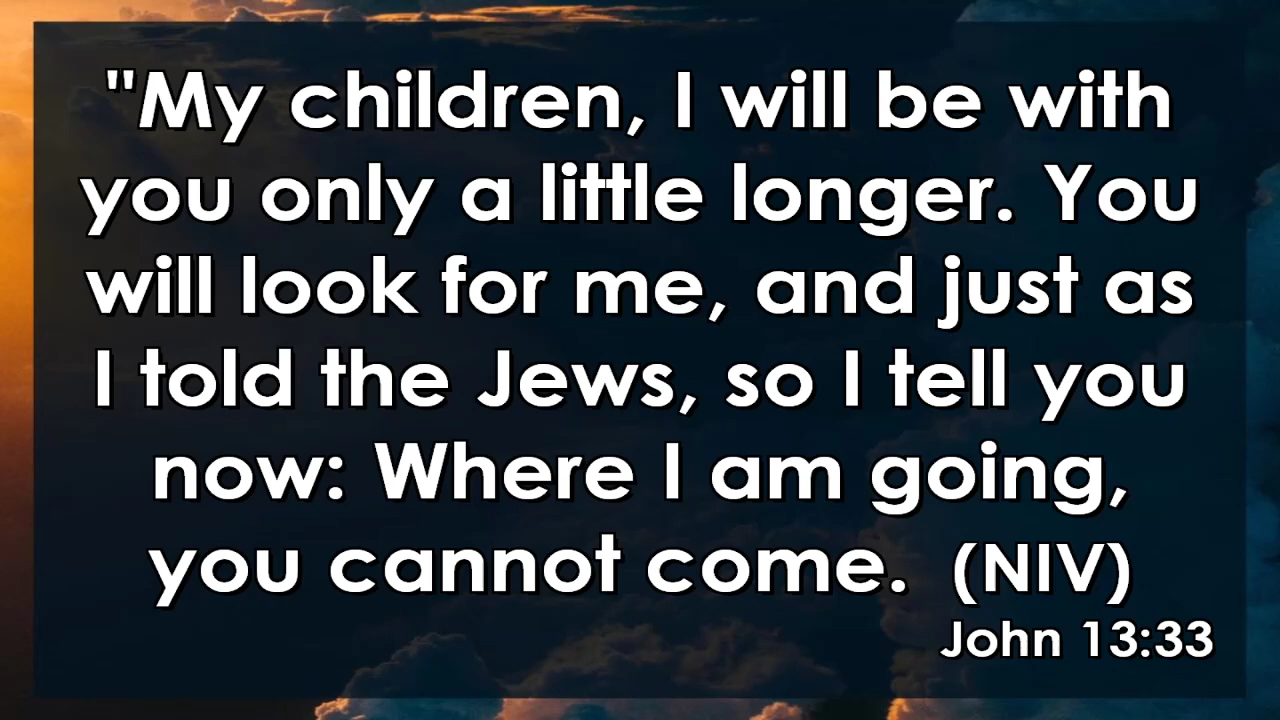 "My children, I will be with
you only a little longer. You
will look for me, and just as
I told the Jews, so I tell you
now: Where I am going,
you cannot come. (NIV)
John 13:33